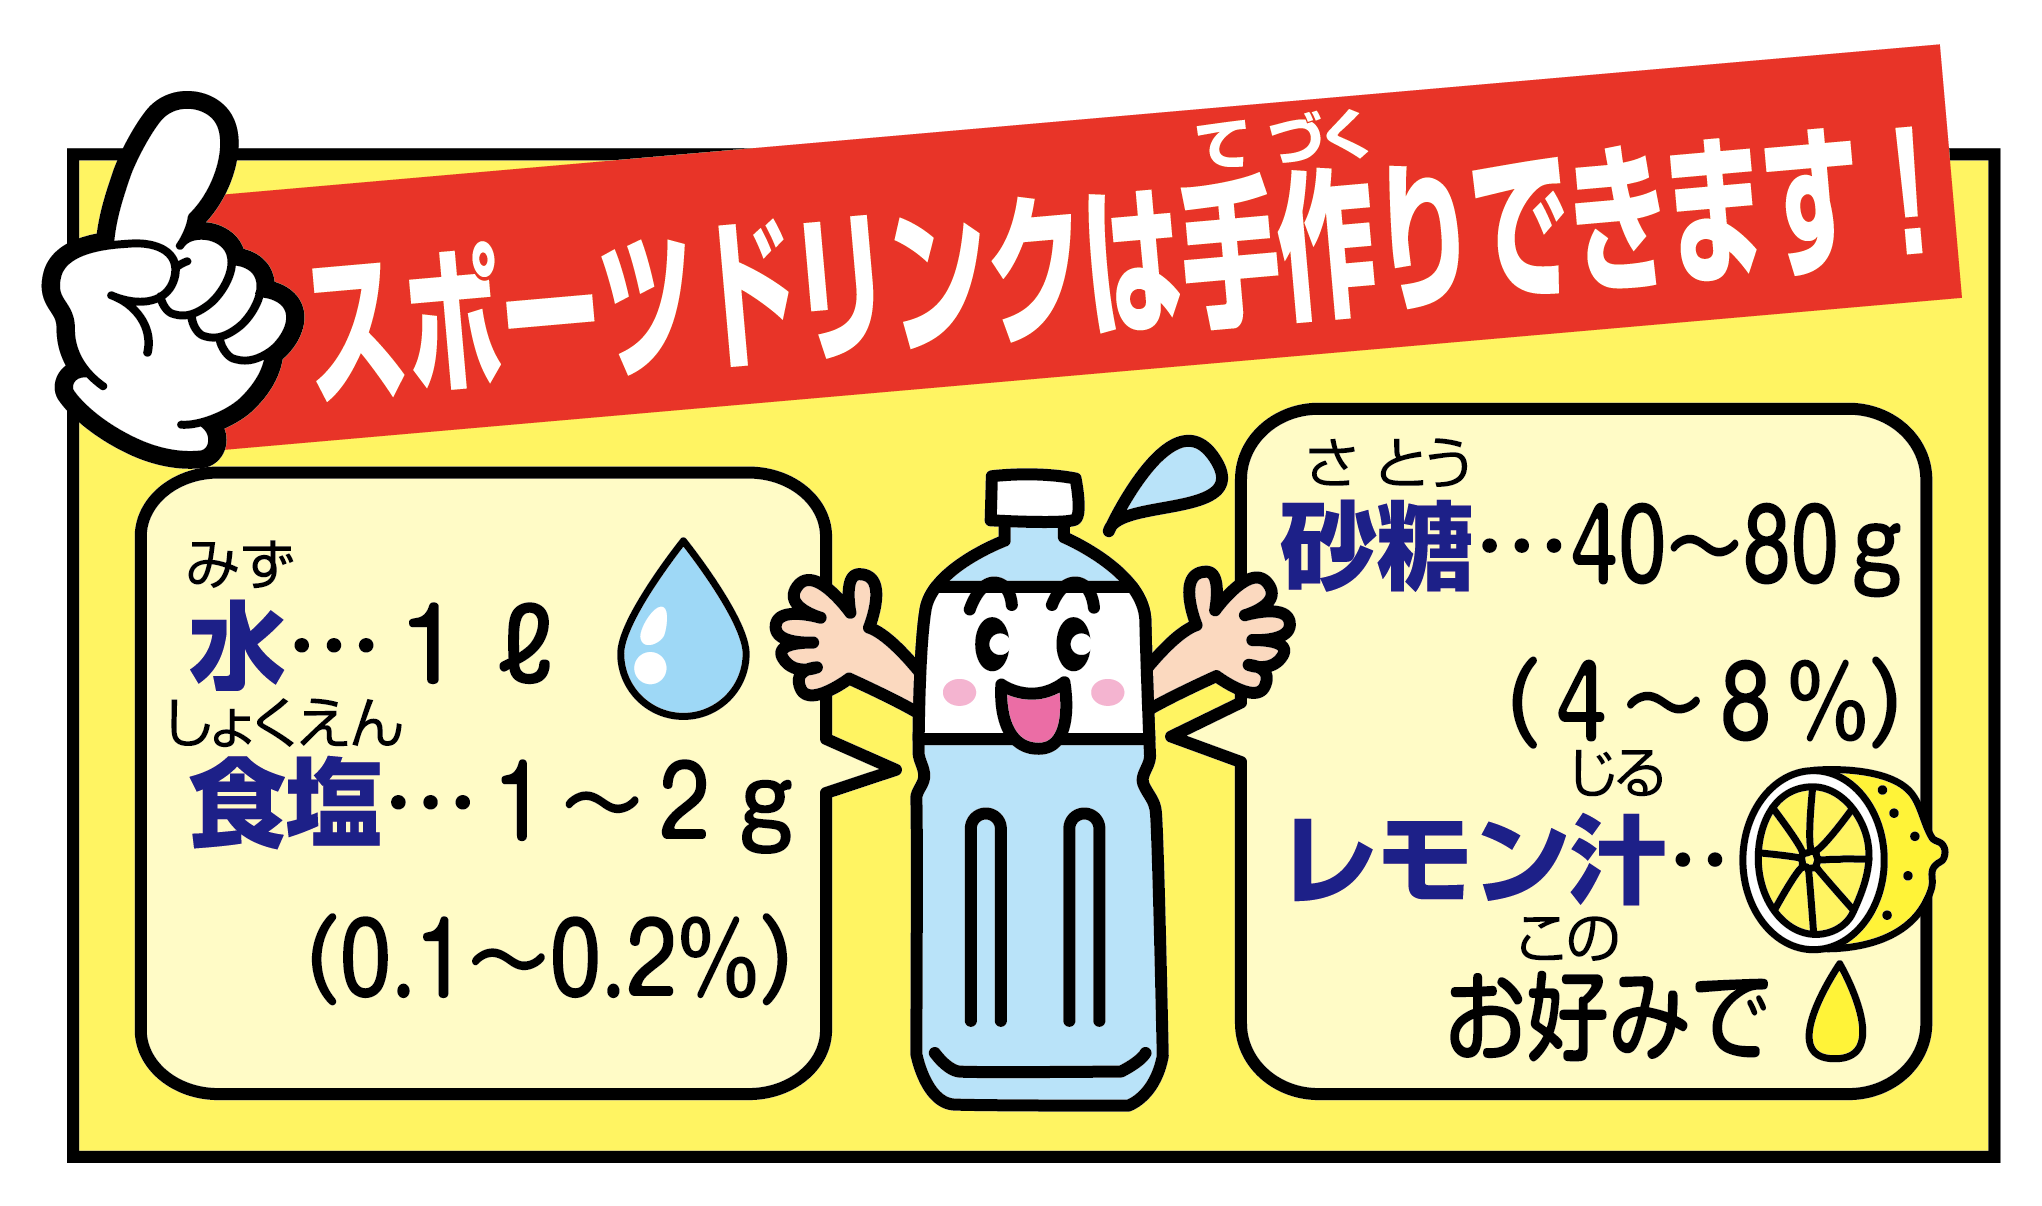 て づく
スポーツドリンクは手作りできます！
みず
水…１ℓ
しょくえん
食塩…１～２g
（0.1～0.2％）
さ とう
砂糖…40～80g
（４～８％）
じる
レモン汁‥
この
お好みで